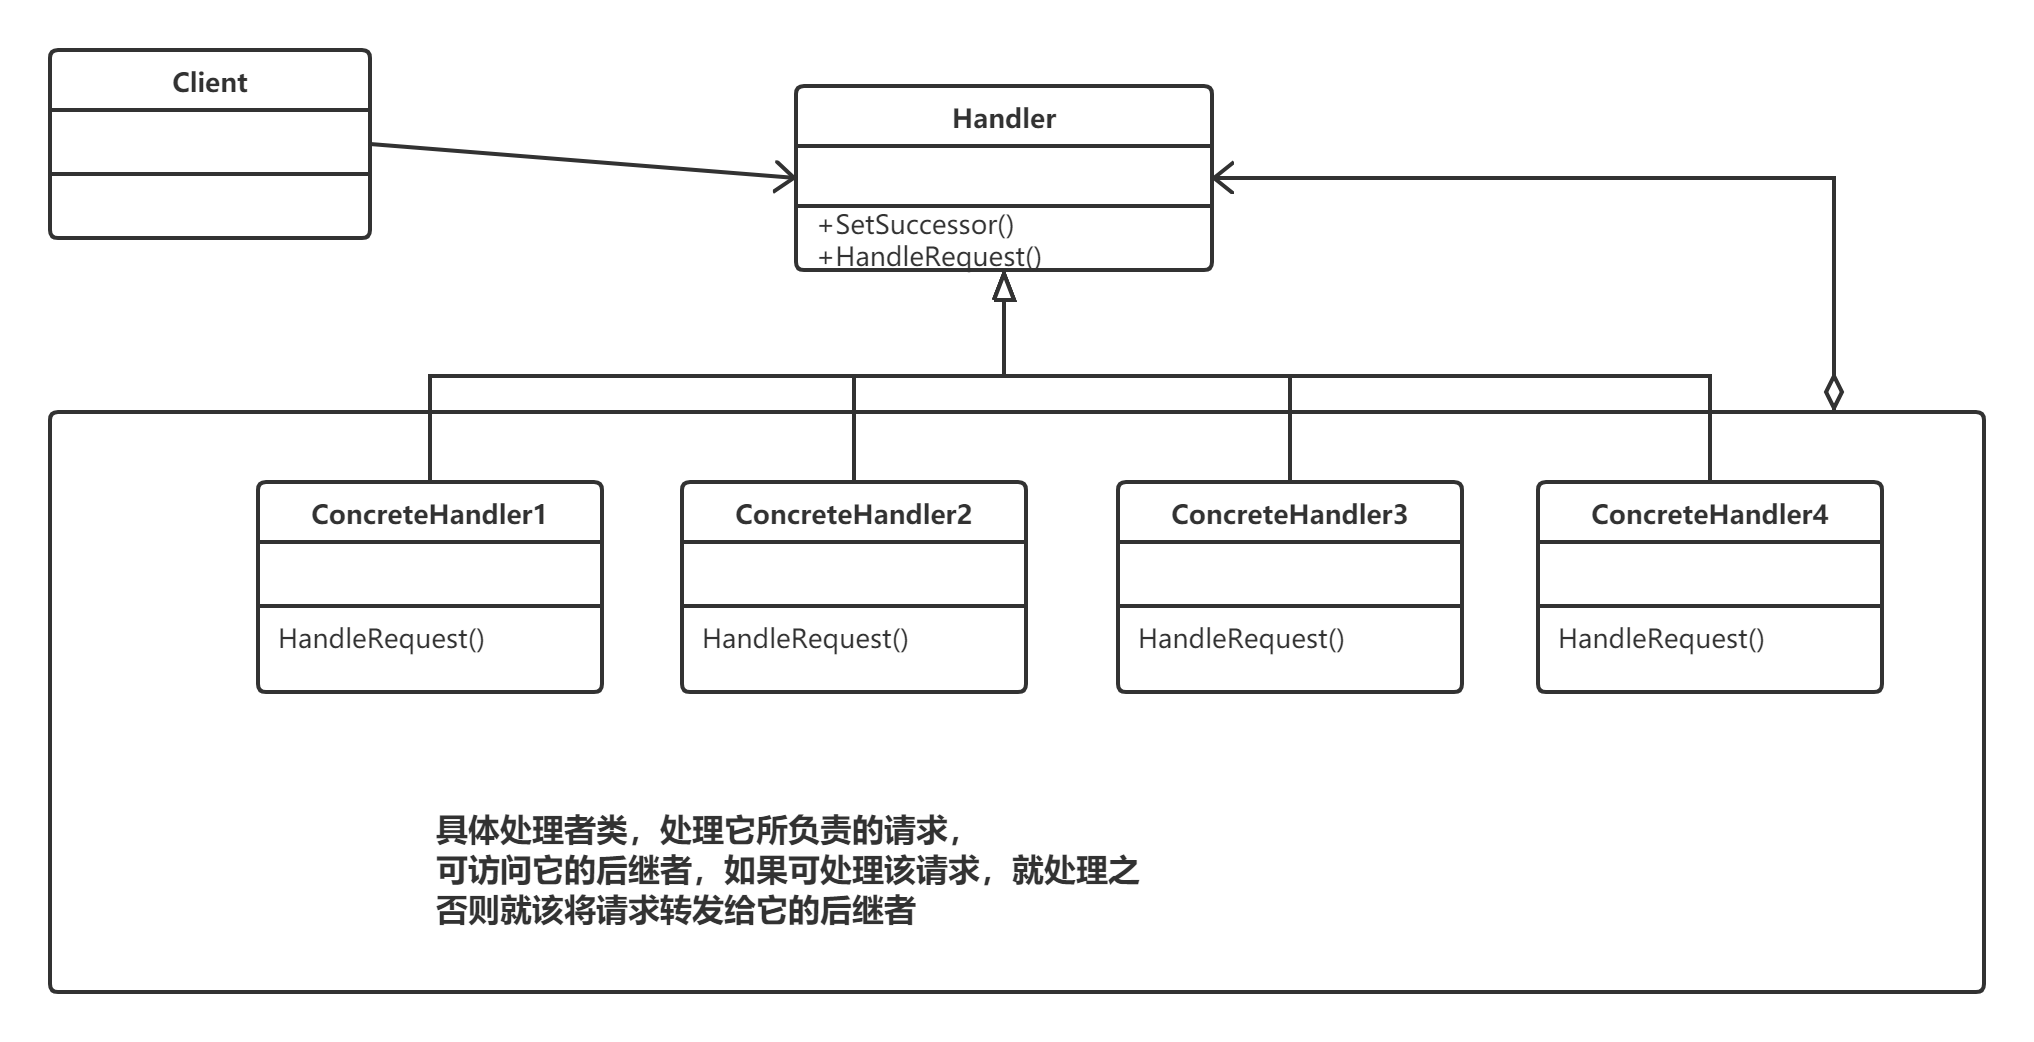 Client
Handler
+SetSuccessor()
+HandleRequest()
ConcreteHandler1
HandleRequest()
ConcreteHandler2
HandleRequest()
ConcreteHandler3
HandleRequest()
ConcreteHandler4
HandleRequest()
具体处理者类，处理它所负责的请求，
可访问它的后继者，如果可处理该请求，就处理之
否则就该将请求转发给它的后继者